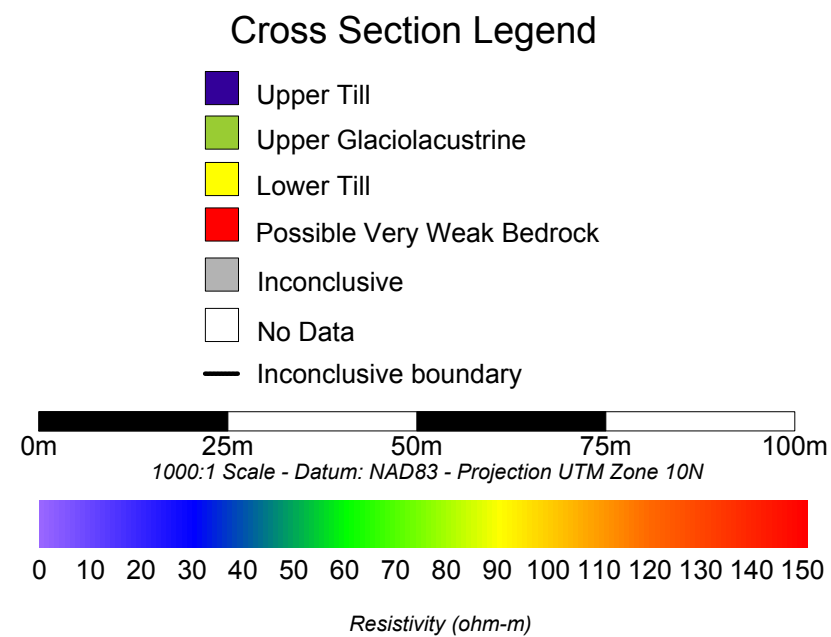 Cross Section Legend
Upper Till
Upper Glaciolacustrine
Lower Till
Possible Very Weak Bedrock
Inconclusive
No Data
Inconclusive boundary
0m 25m 50m 75m 100m
1000:1 Scale - Datum: NAD83 - Projection UTM Zone 10N
0 10 20 30 40 50 60 70 80 90 100 110 120 130 140 150
Resistivity (ohm-m)